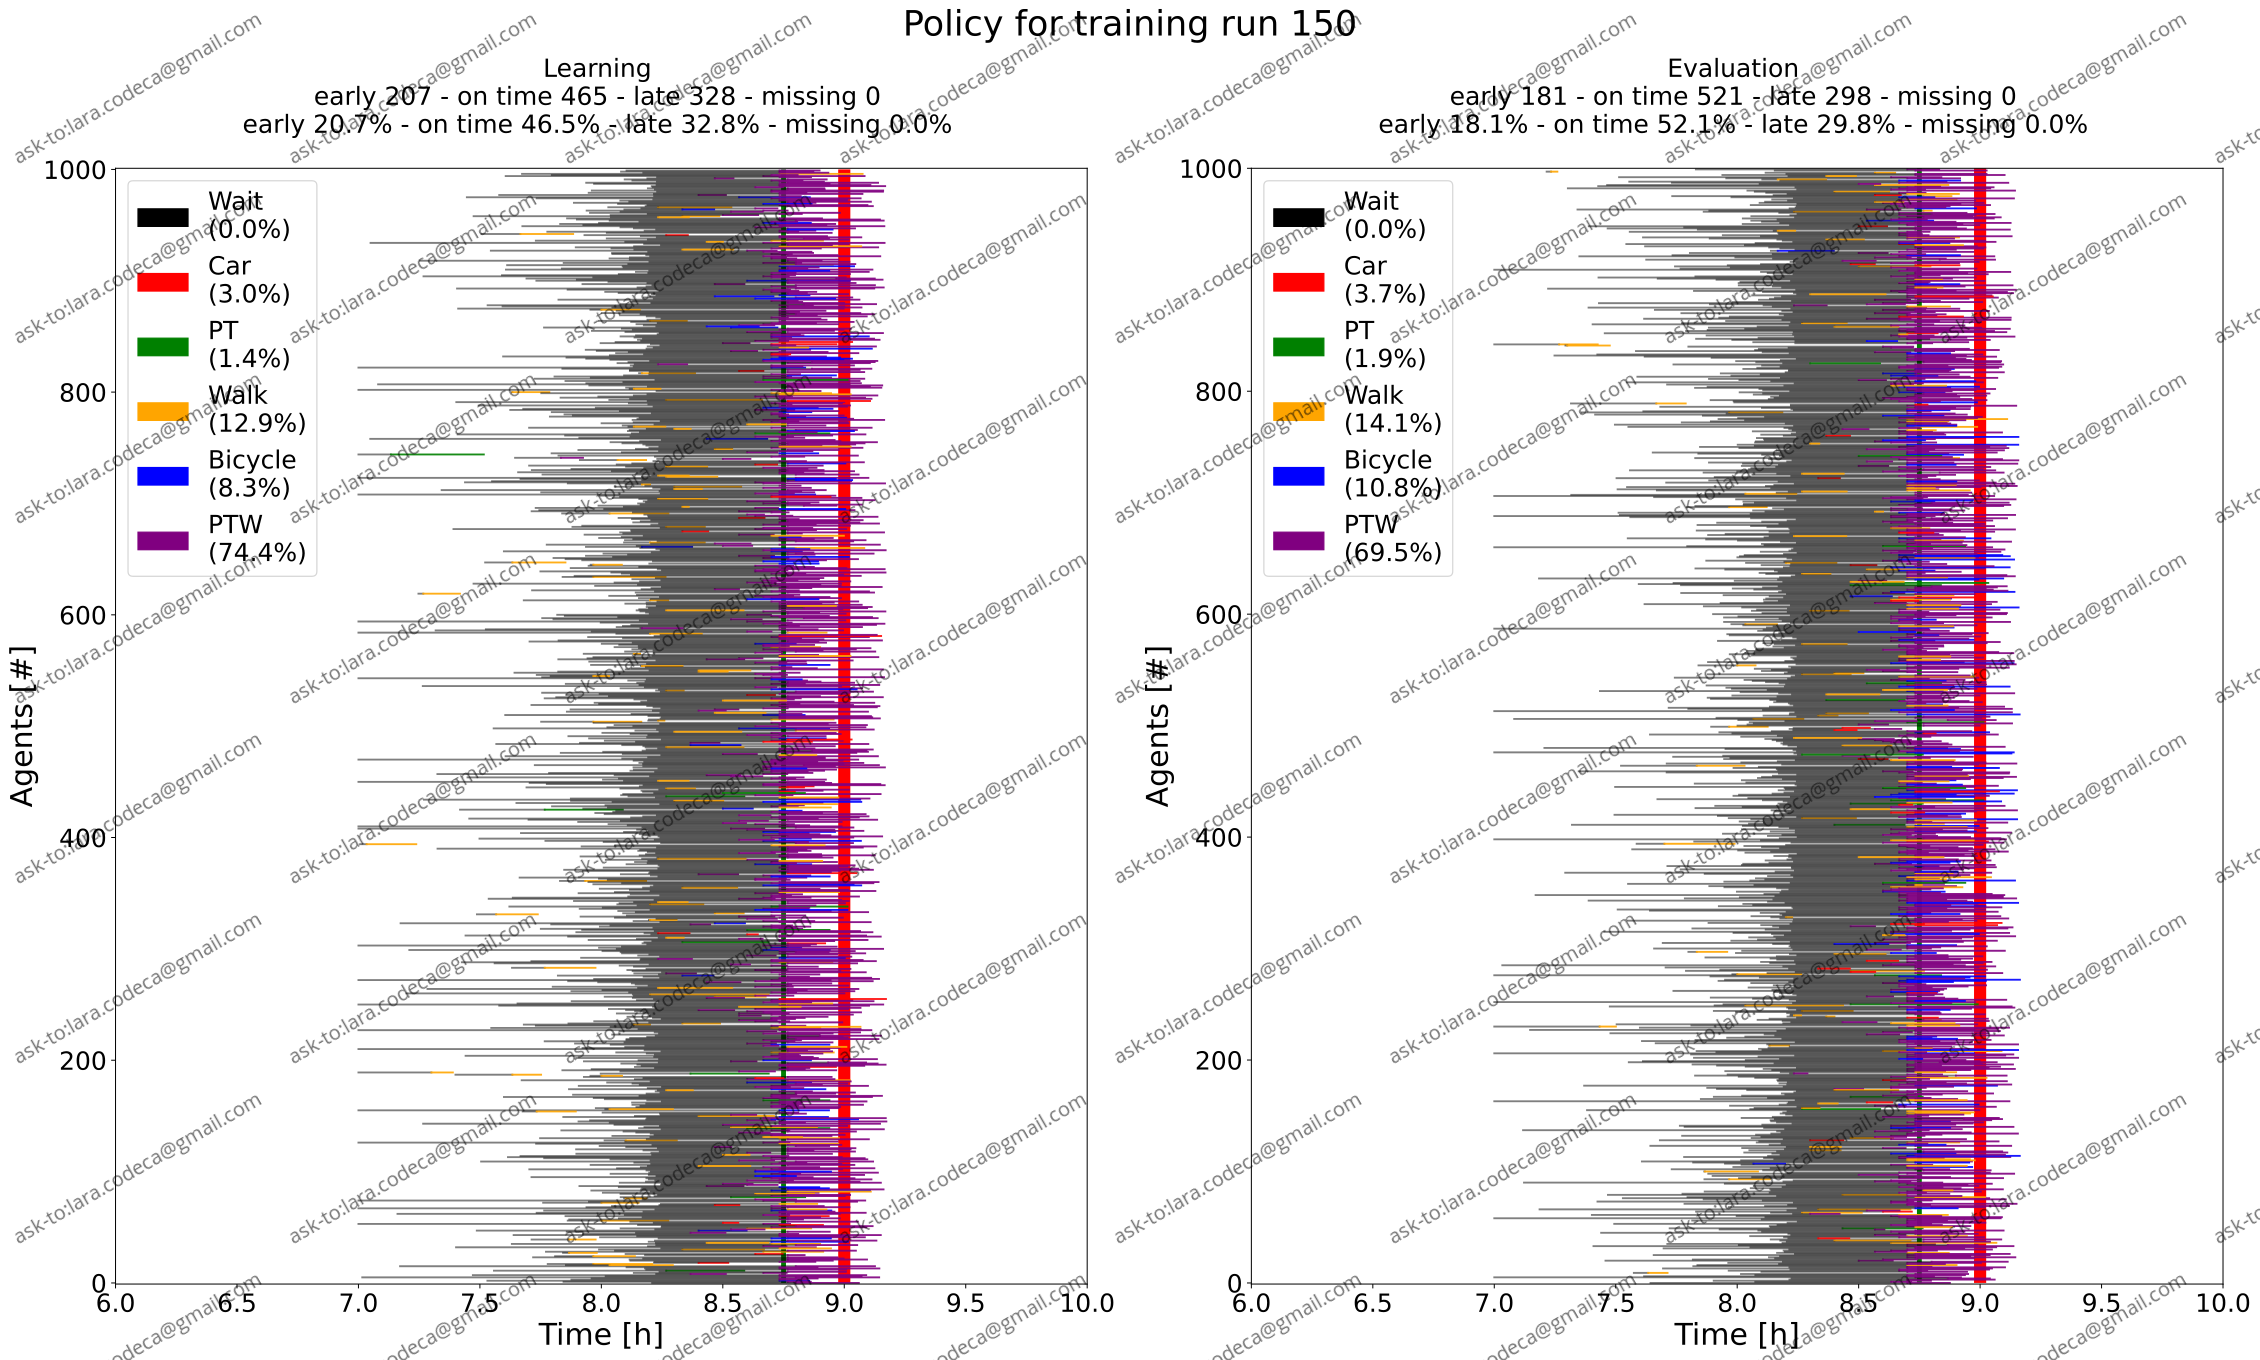 Policy for training run 150
Learning
early 207 - on time 465 - late 328 - missing 0
early 20.7% - on time 46.5% - late 32.8% - missing 0.0%
1000
800
600
400
200
0
Agents [#]
Wait
(0.0%)
Car
(3.0%)
PT
(1.4%)
Walk
(12.9%)
Bicycle
(8.3%)
PTW
(74.4%)
6.0 6.5 7.0 7.5 8.0 8.5 9.0 9.5 10.0
Time [h]
Evaluation
early 181 - on time 521 - late 298 - missing 0
early 18.1% - on time 52.1% - late 29.8% - missing 0.0%
1000
800
600
400
200
0
Agents [#]
Wait
(0.0%)
Car
(3.7%)
PT
(1.9%)
Walk
(14.1%)
Bicycle
(10.8%)
PTW
(69.5%)
6.0 6.5 7.0 7.5 8.0 8.5 9.0 9.5 10.0
Time [h]
ask-to:lara.codeca@gmail.com